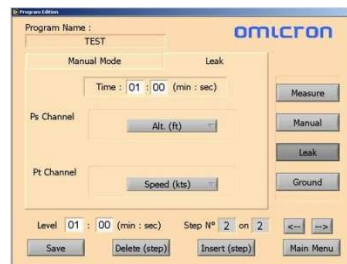 Program Edition
Program Name :
omicron
TEST
Manual Mode Leak
Time : 01 : 00 (min : sec)
Measure
Ps Channel
Alt. (ft)
Manual
Leak
Pt Channel
Speed (kts)
Ground
Level 01 : 00 (min : sec) Step N° 2 on 2 <-- -->
Save Delete (step) Insert (step) Main Menu